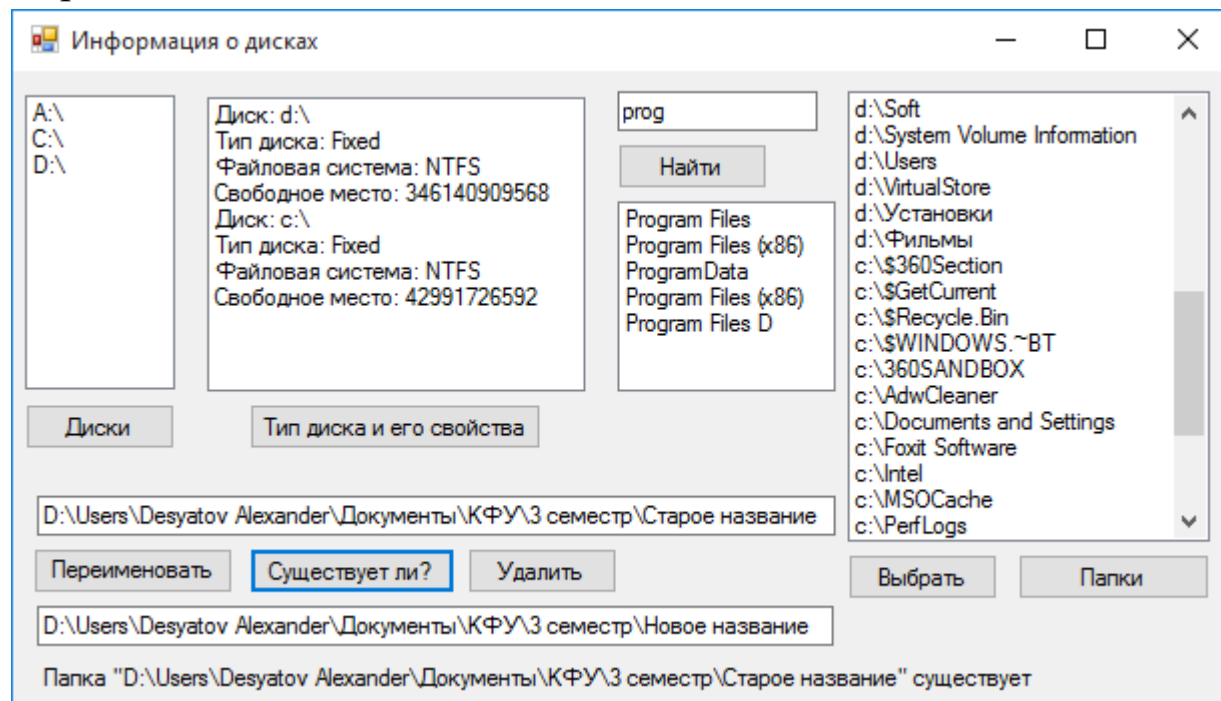 Информация о дисках
A:\
C:\
D:\
Диск: d:\
Тип диска: Fixed
Файловая система: NTFS
Свободное место: 346140909568
Диск: c:\
Тип диска: Fixed
Файловая система: NTFS
Свободное место: 42991726592
prog
Найти
Program Files
Program Files (x86)
ProgramData
Program Files (x86)
Program Files D
d:\Soft
d:\System Volume Information
d:\Users
d:\VirtualStore
d:\Установки
d:\Фильмы
c:\$360Section
c:\$GetCurrent
c:\$Recycle.Bin
c:\$WINDOWS.~BT
c:\360SANDBOX
c:\AdwCleaner
c:\Documents and Settings
c:\Foxit Software
c:\Intel
c:\MSOCache
c:\PerfLogs
Диски
Тип диска и его свойства
D:\Users\Desyatov Alexander\Документы\КФУ\3 семестр\Старое название
Переименовать
Существует ли?
Удалить
Выбрать
Папки
D:\Users\Desyatov Alexander\Документы\КФУ\3 семестр\Новое название
Папка "D:\Users\Desyatov Alexander\Документы\КФУ\3 семестр\Старое название" существует